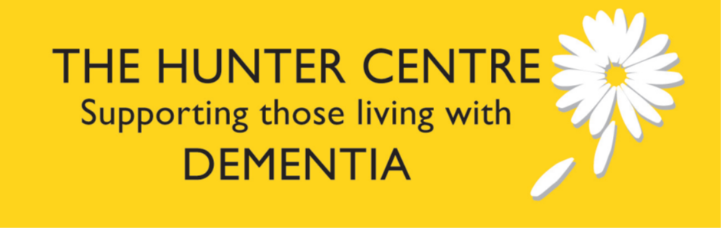 THE HUNTER CENTRE
Supporting those living with
DEMENTIA